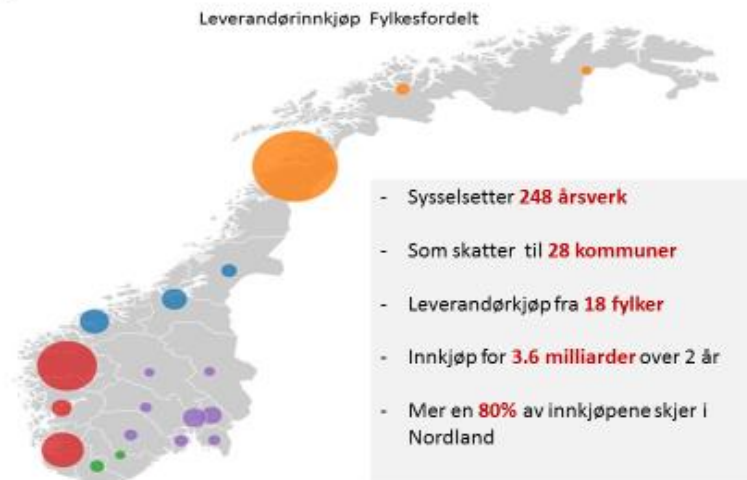 Leverandørinnkjøp Fylkesfordelt
- Sysselsetter 248 årsverk
- Som skatter til 28 kommuner
- Leverandørkjøp fra 18 fylker
- Innkjøp for 3.6 milliarder over 2 år
- Mer en 80% av innkjøpene skjer i
Nordland